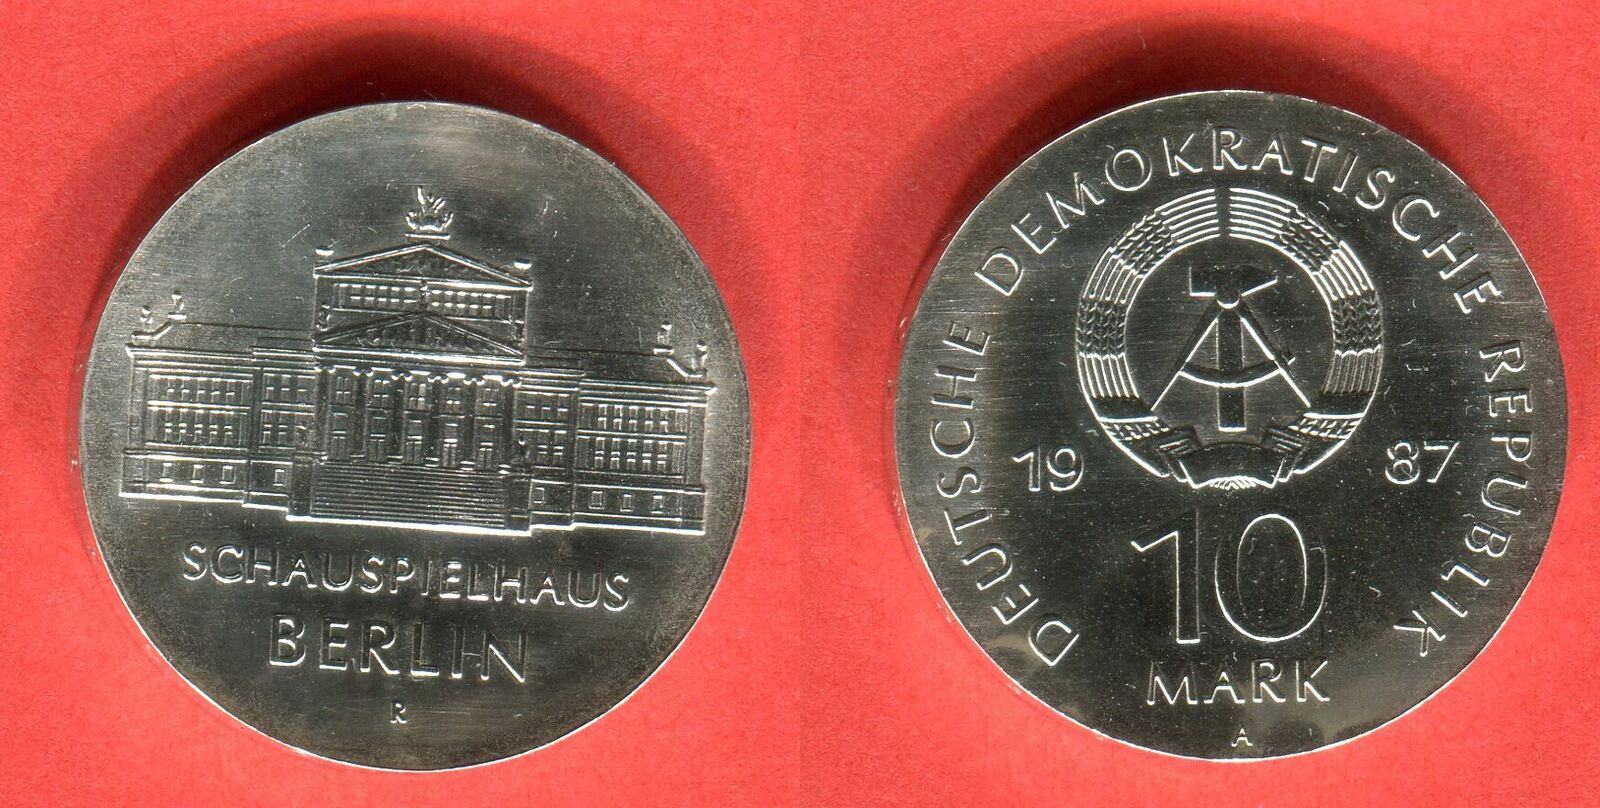 SCHAUSPIELHAUS
BERLIN
R
DEUTSCHE DEMOKRATISCHE REPUBLIK
19 87
10
MARK
A